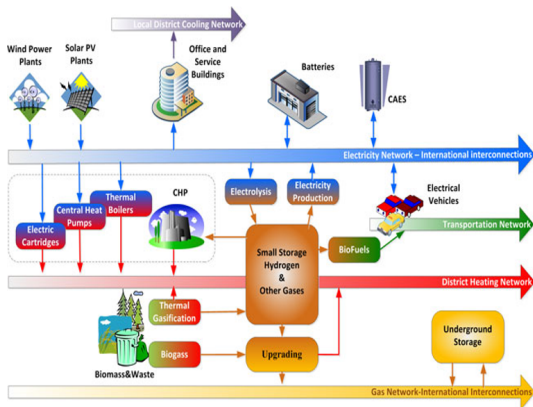 Local District Cooling Network
Wind Power
Plants
Solar PV
Plants
Office and
Service
Buildings
Batteries
CAES
Electricity Network – International interconnections
Electric
Cartridges
Central Heat
Pumps
Thermal
Boilers
CHP
Electrolysis
Electricity
Production
Electrical
Vehicles
Transportation Network
Small Storage
Hydrogen
&
Other Gases
BioFuels
District Heating Network
Thermal
Gasification
Biogass
Biomass&Waste
Upgrading
Underground
Storage
Gas Network-International Interconnections